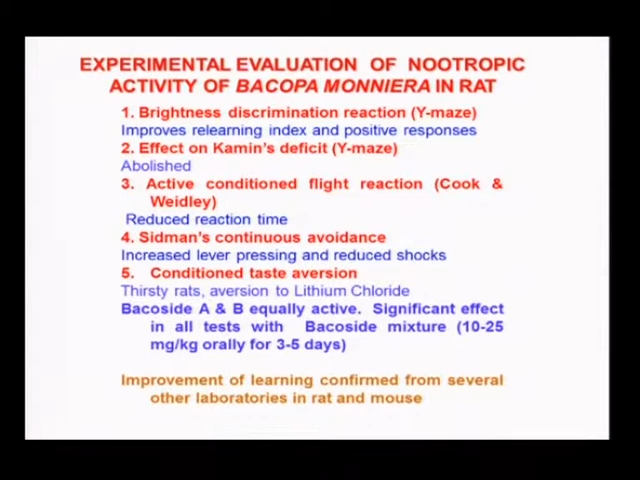 EXPERIMENTAL EVALUATION OF NOOTROPIC
ACTIVITY OF BACOPA MONNIERA IN RAT
1. Brightness discrimination reaction (Y-maze)
Improves relearning index and positive responses
2. Effect on Kamin's deficit (Y-maze)
Abolished
3. Active conditioned flight reaction (Cook &
Weidley)
Reduced reaction time
4. Sidman's continuous avoidance
Increased lever pressing and reduced shocks
5. Conditioned taste aversion
Thirsty rats, aversion to Lithium Chloride
Bacoside A & B equally active. Significant effect
in all tests with Bacoside mixture (10-25
mg/kg orally for 3-5 days)
Improvement of learning confirmed from several
other laboratories in rat and mouse